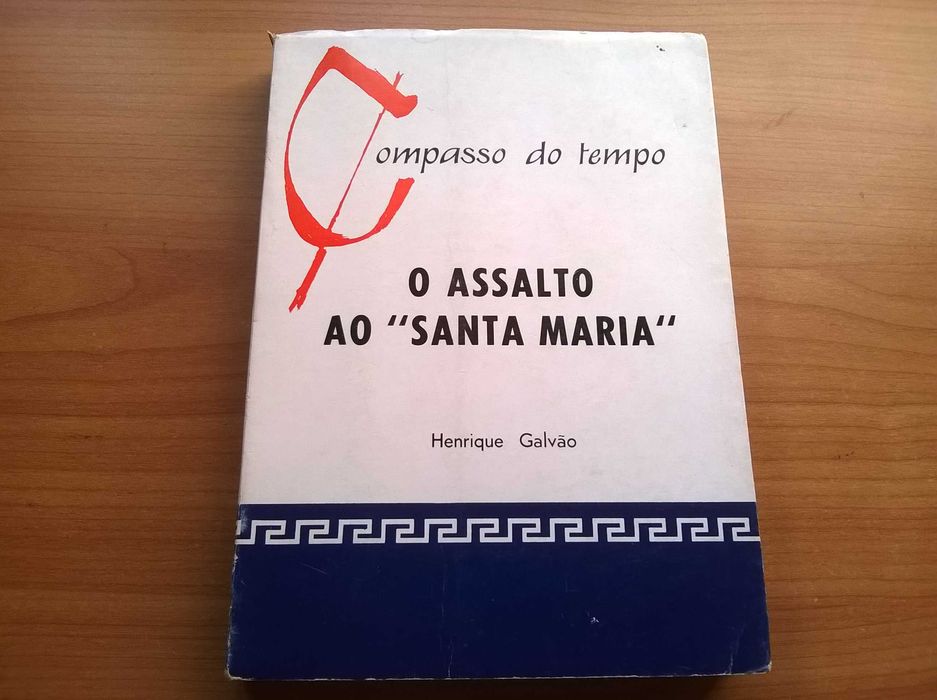 Compasso do tempo
O ASSALTO
AO "SANTA MARIA"
Henrique Galvão